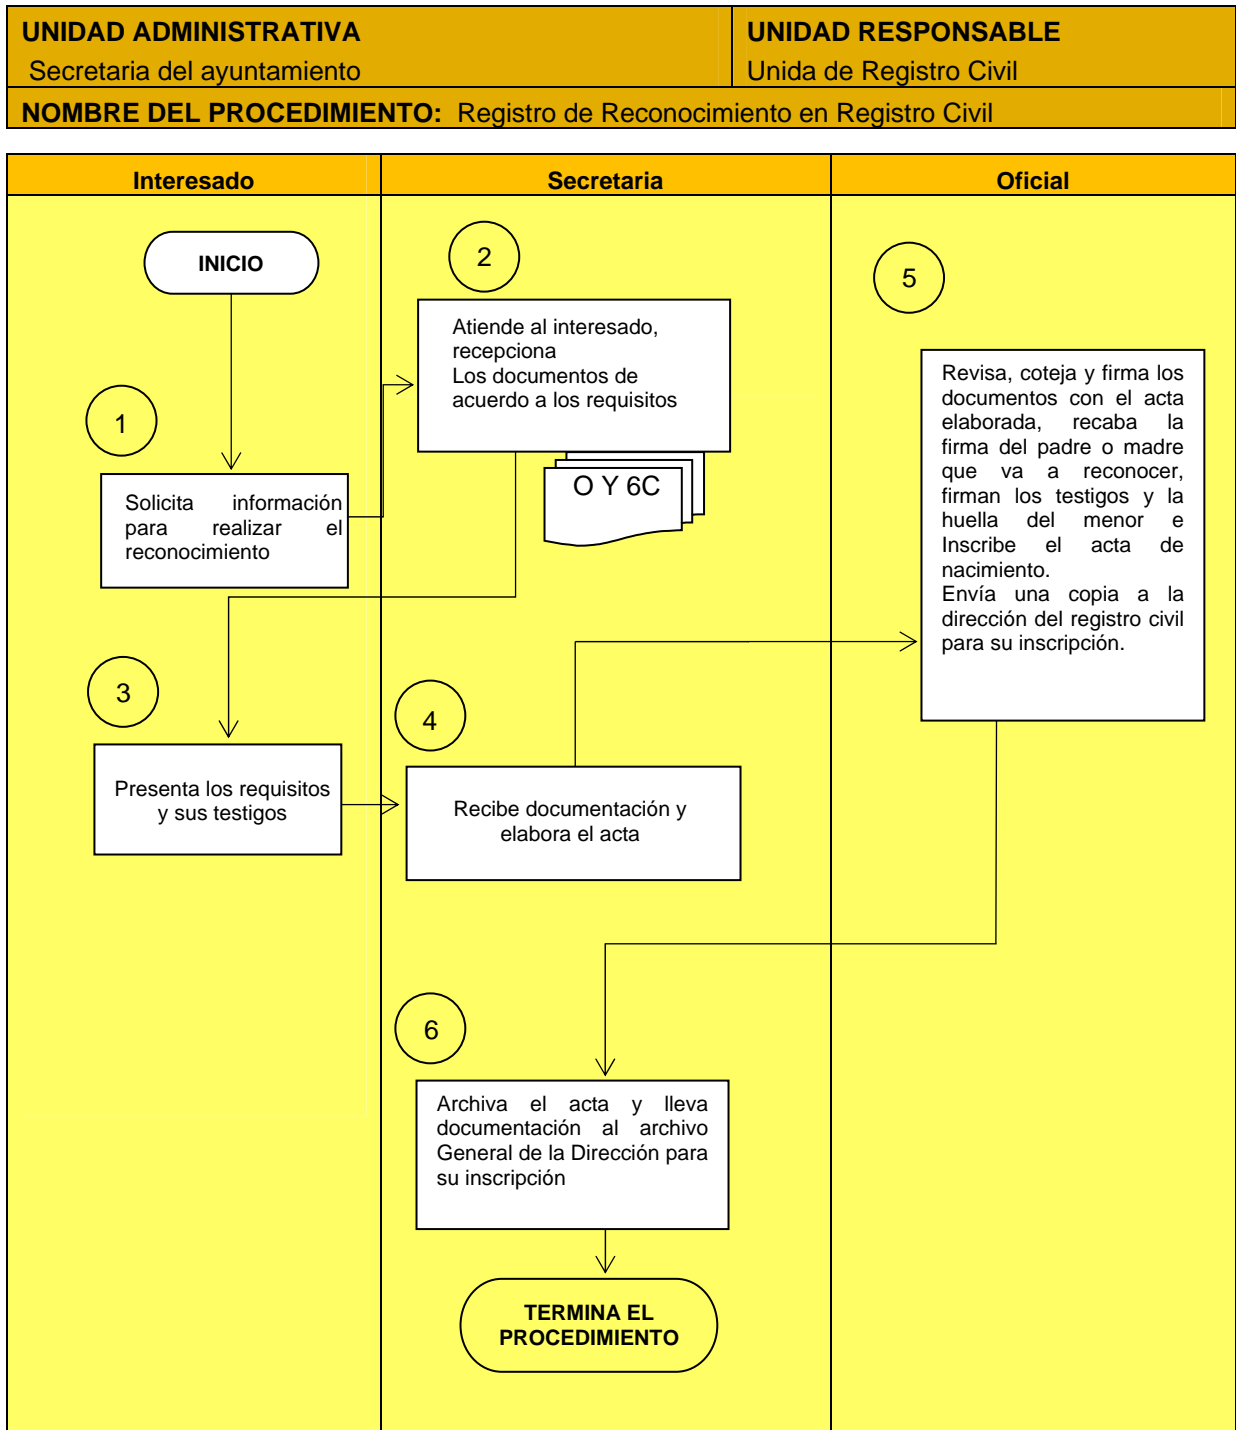 UNIDAD ADMINISTRATIVA
Secretaria del ayuntamiento
UNIDAD RESPONSABLE
Unida de Registro Civil
NOMBRE DEL PROCEDIMIENTO: Registro de Reconocimiento en Registro Civil
Interesado
Secretaria
Oficial
INICIO
1
Solicita información
para realizar el
reconocimiento
2
Atiende al interesado,
recepciona
Los documentos de
acuerdo a los requisitos
O Y 6C
3
Presenta los requisitos
y sus testigos
4
Recibe documentación y
elabora el acta
5
Revisa, coteja y firma los
documentos con el acta
elaborada, recaba la
firma del padre o madre
que va a reconocer,
firman los testigos y la
huella del menor e
Inscribe el acta de
nacimiento.
Envía una copia a la
dirección del registro civil
para su inscripción.
6
Archiva el acta y lleva
documentación al archivo
General de la Dirección para
su inscripción
TERMINA EL
PROCEDIMIENTO